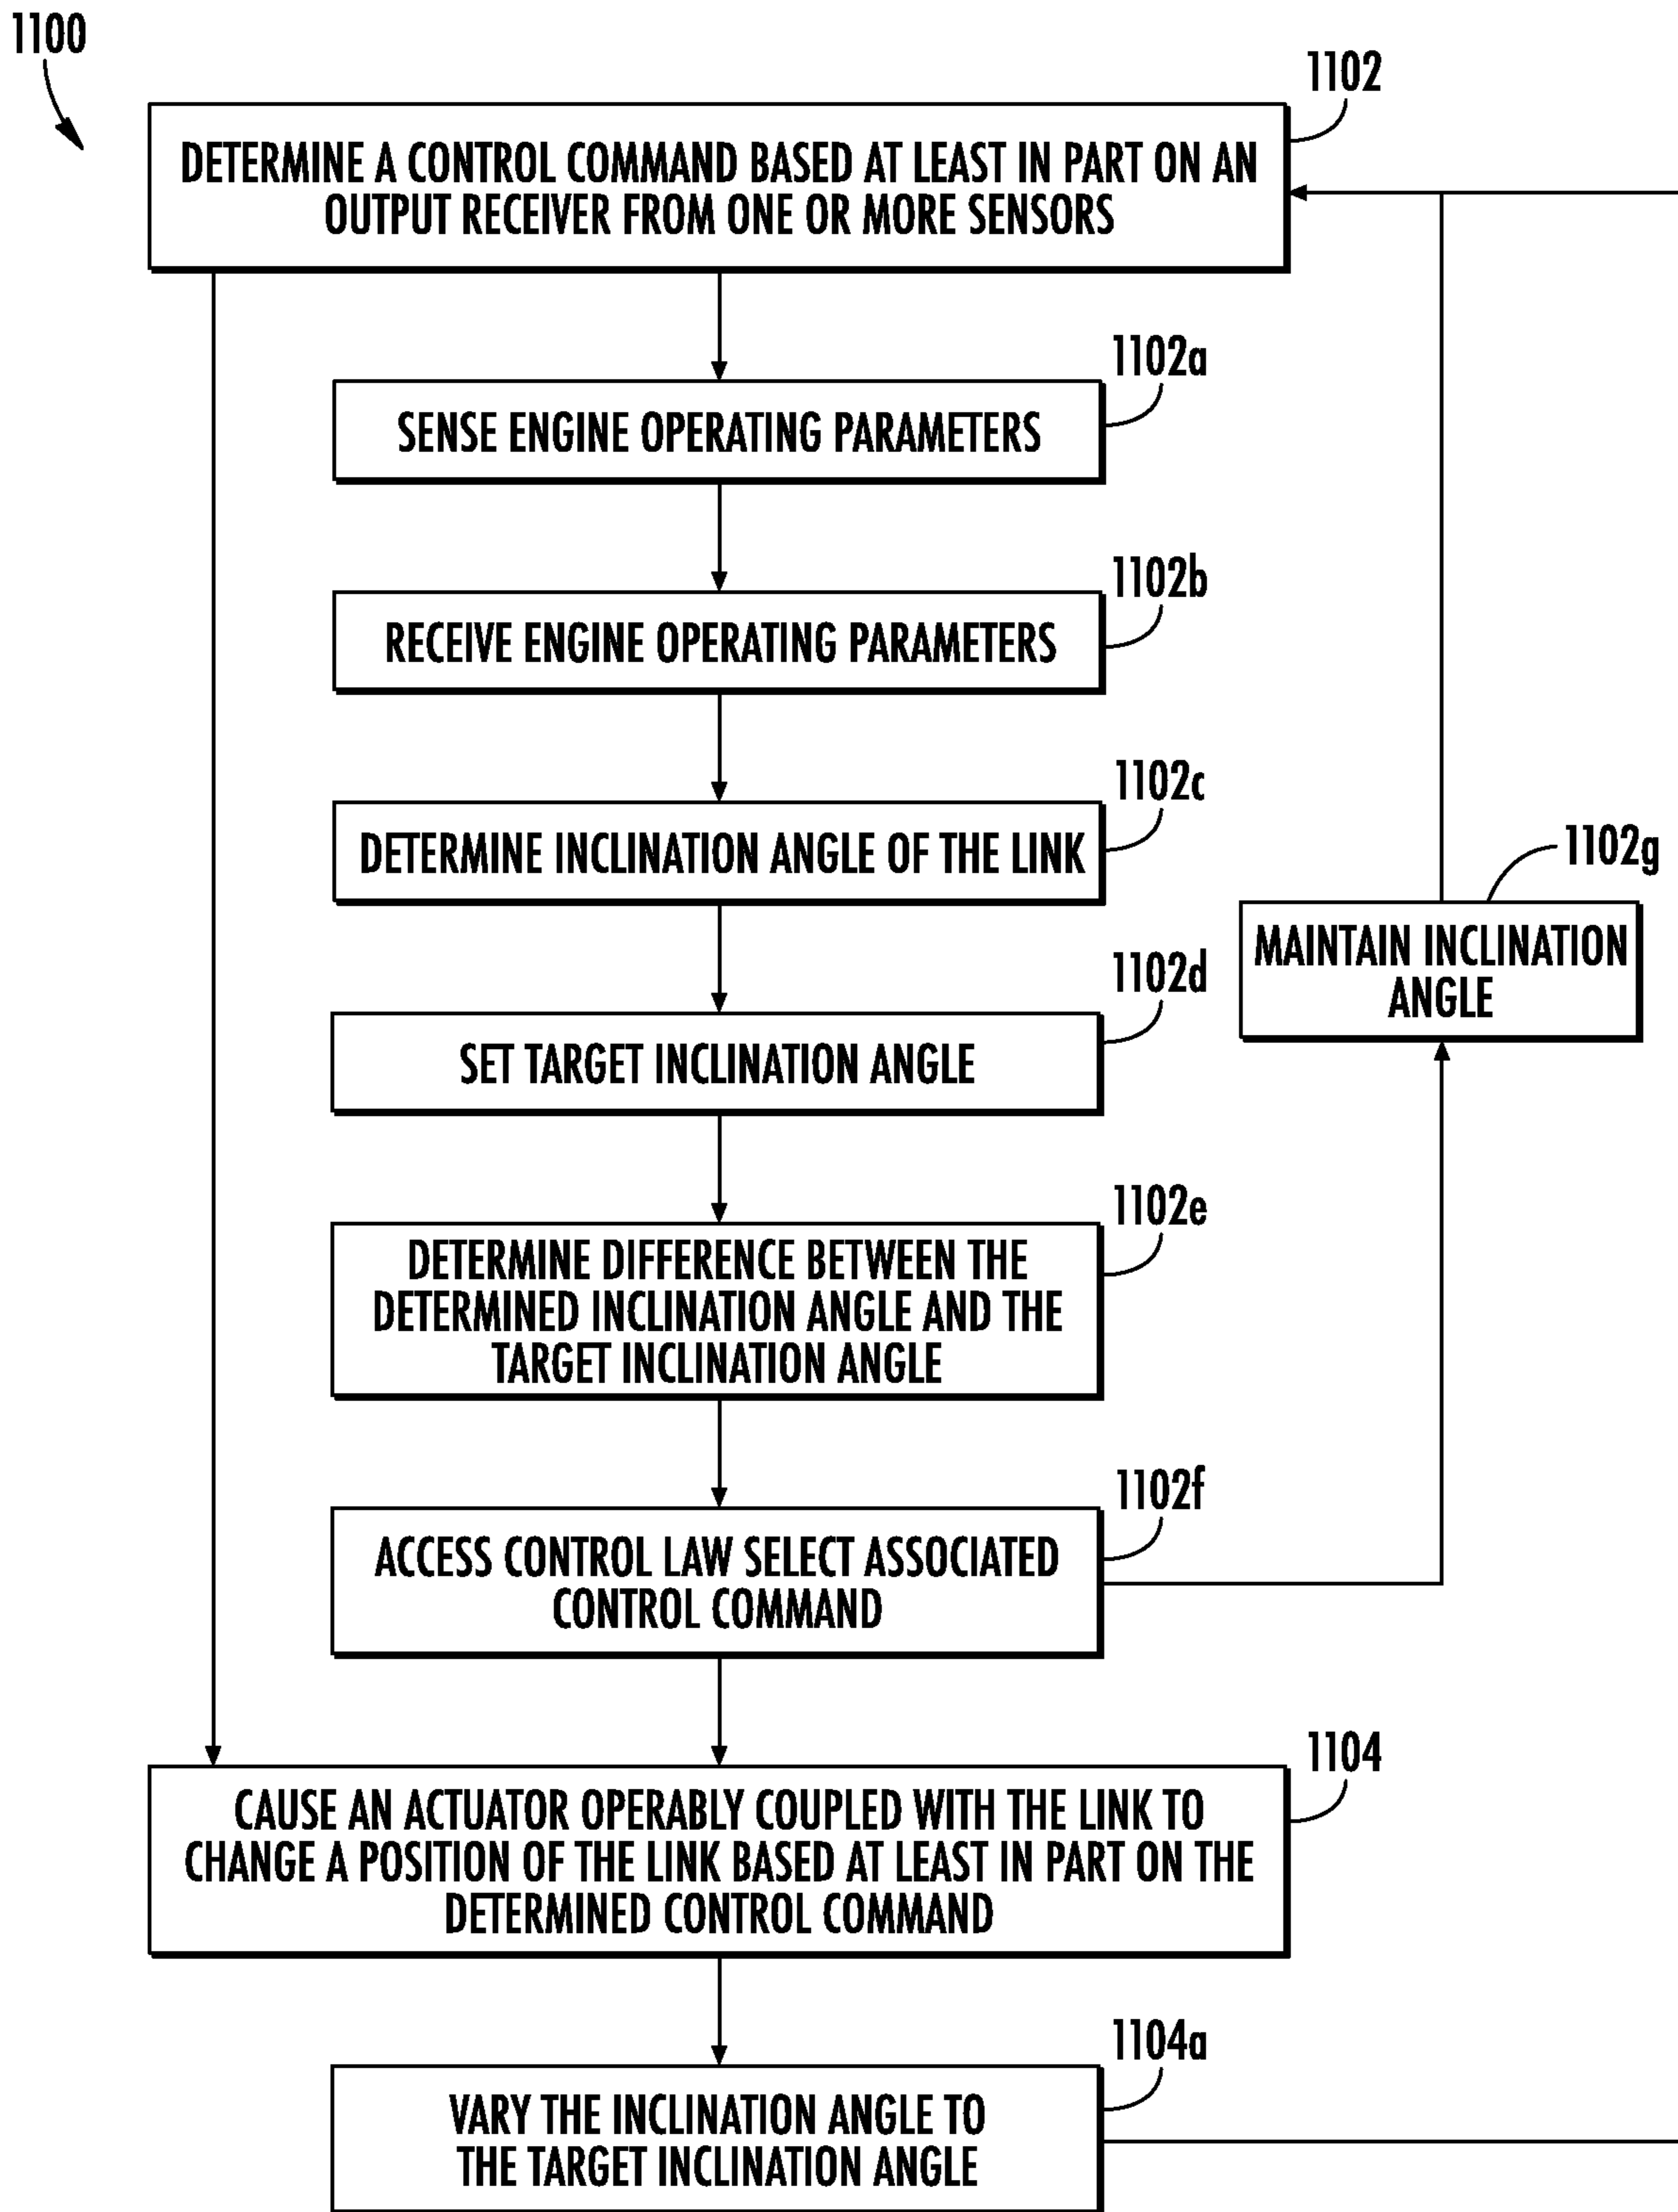 1100
1102
DETERMINE A CONTROL COMMAND BASED AT LEAST IN PART ON AN
OUTPUT RECEIVER FROM ONE OR MORE SENSORS
1102a
SENSE ENGINE OPERATING PARAMETERS
1102b
RECEIVE ENGINE OPERATING PARAMETERS
1102c
DETERMINE INCLINATION ANGLE OF THE LINK
1102g
MAINTAIN INCLINATION
ANGLE
1102d
SET TARGET INCLINATION ANGLE
1102e
DETERMINE DIFFERENCE BETWEEN THE
DETERMINED INCLINATION ANGLE AND THE
TARGET INCLINATION ANGLE
1102f
ACCESS CONTROL LAW SELECT ASSOCIATED
CONTROL COMMAND
1104
CAUSE AN ACTUATOR OPERABLY COUPLED WITH THE LINK TO
CHANGE A POSITION OF THE LINK BASED AT LEAST IN PART ON THE
DETERMINED CONTROL COMMAND
1104a
VARY THE INCLINATION ANGLE TO
THE TARGET INCLINATION ANGLE